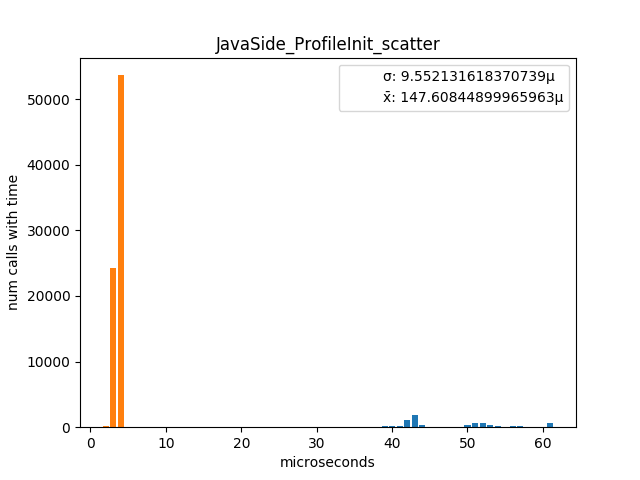 JavaSide_ProfileInit_scatter
σ: 9.552131618370739μ
x̄: 147.60844899965963μ
50000
40000
30000
20000
10000
0
num calls with time
0 10 20 30 40 50 60
microseconds